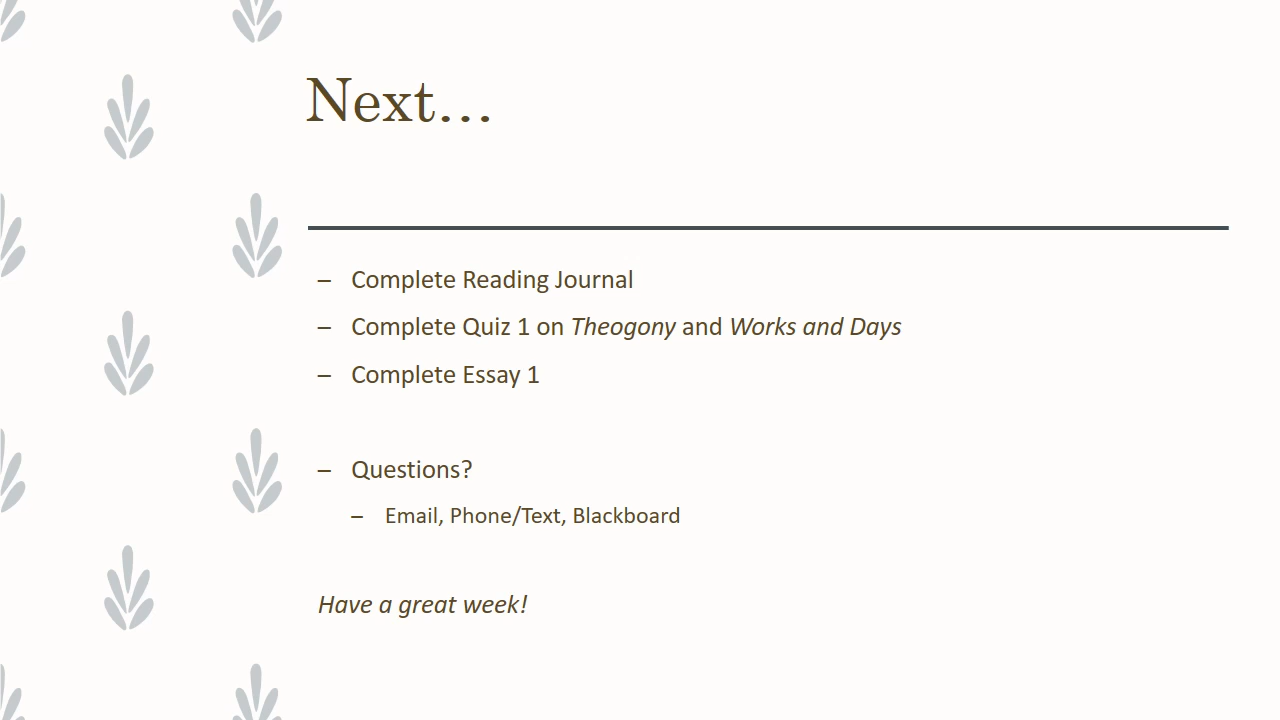 Next...
– Complete Reading Journal
– Complete Quiz 1 on Theogony and Works and Days
– Complete Essay 1
– Questions?
– Email, Phone/Text, Blackboard
Have a great week!